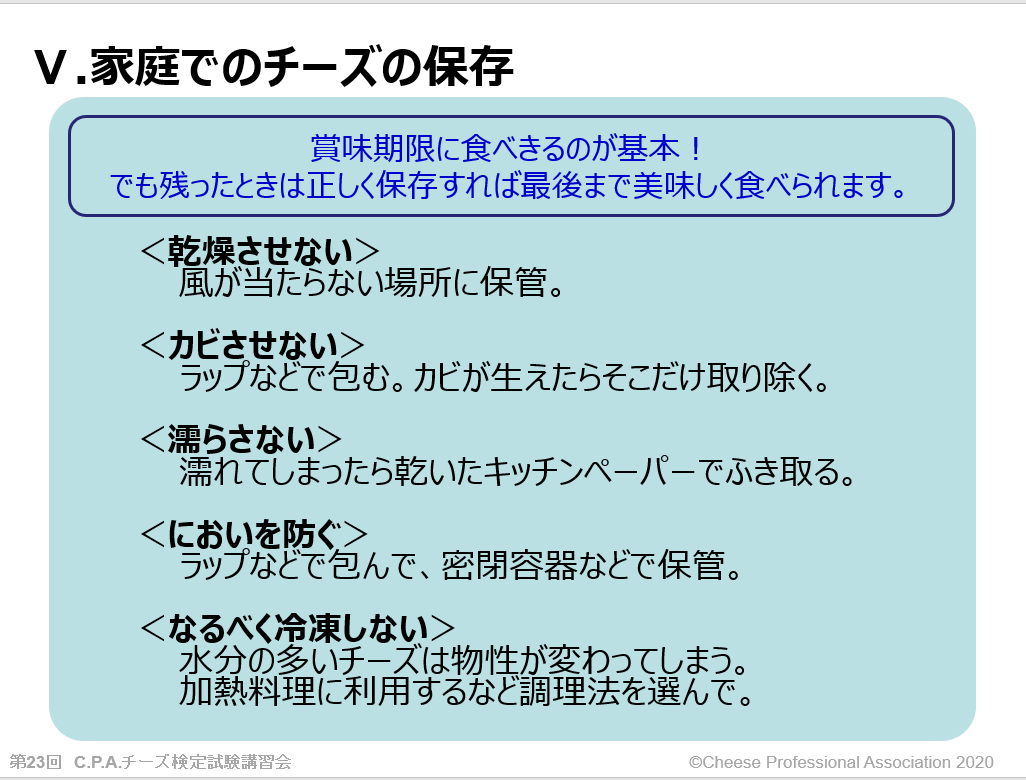 Ⅴ.家庭でのチーズの保存
賞味期限に食べきるのが基本！
でも残ったときは正しく保存すれば最後まで美味しく食べられます。
＜乾燥させない＞
風が当たらない場所に保管。
＜カビさせない＞
ラップなどで包む。カビが生えたらそこだけ取り除く。
＜濡らさない＞
濡れてしまったら乾いたキッチンペーパーでふき取る。
＜においを防ぐ＞
ラップなどで包んで、密閉容器などで保管。
＜なるべく冷凍しない＞
水分の多いチーズは物性が変わってしまう。
加熱料理に利用するなど調理法を選んで。
第23回 C.P.A.チーズ検定試験講習会
©Cheese Professional Association 2020